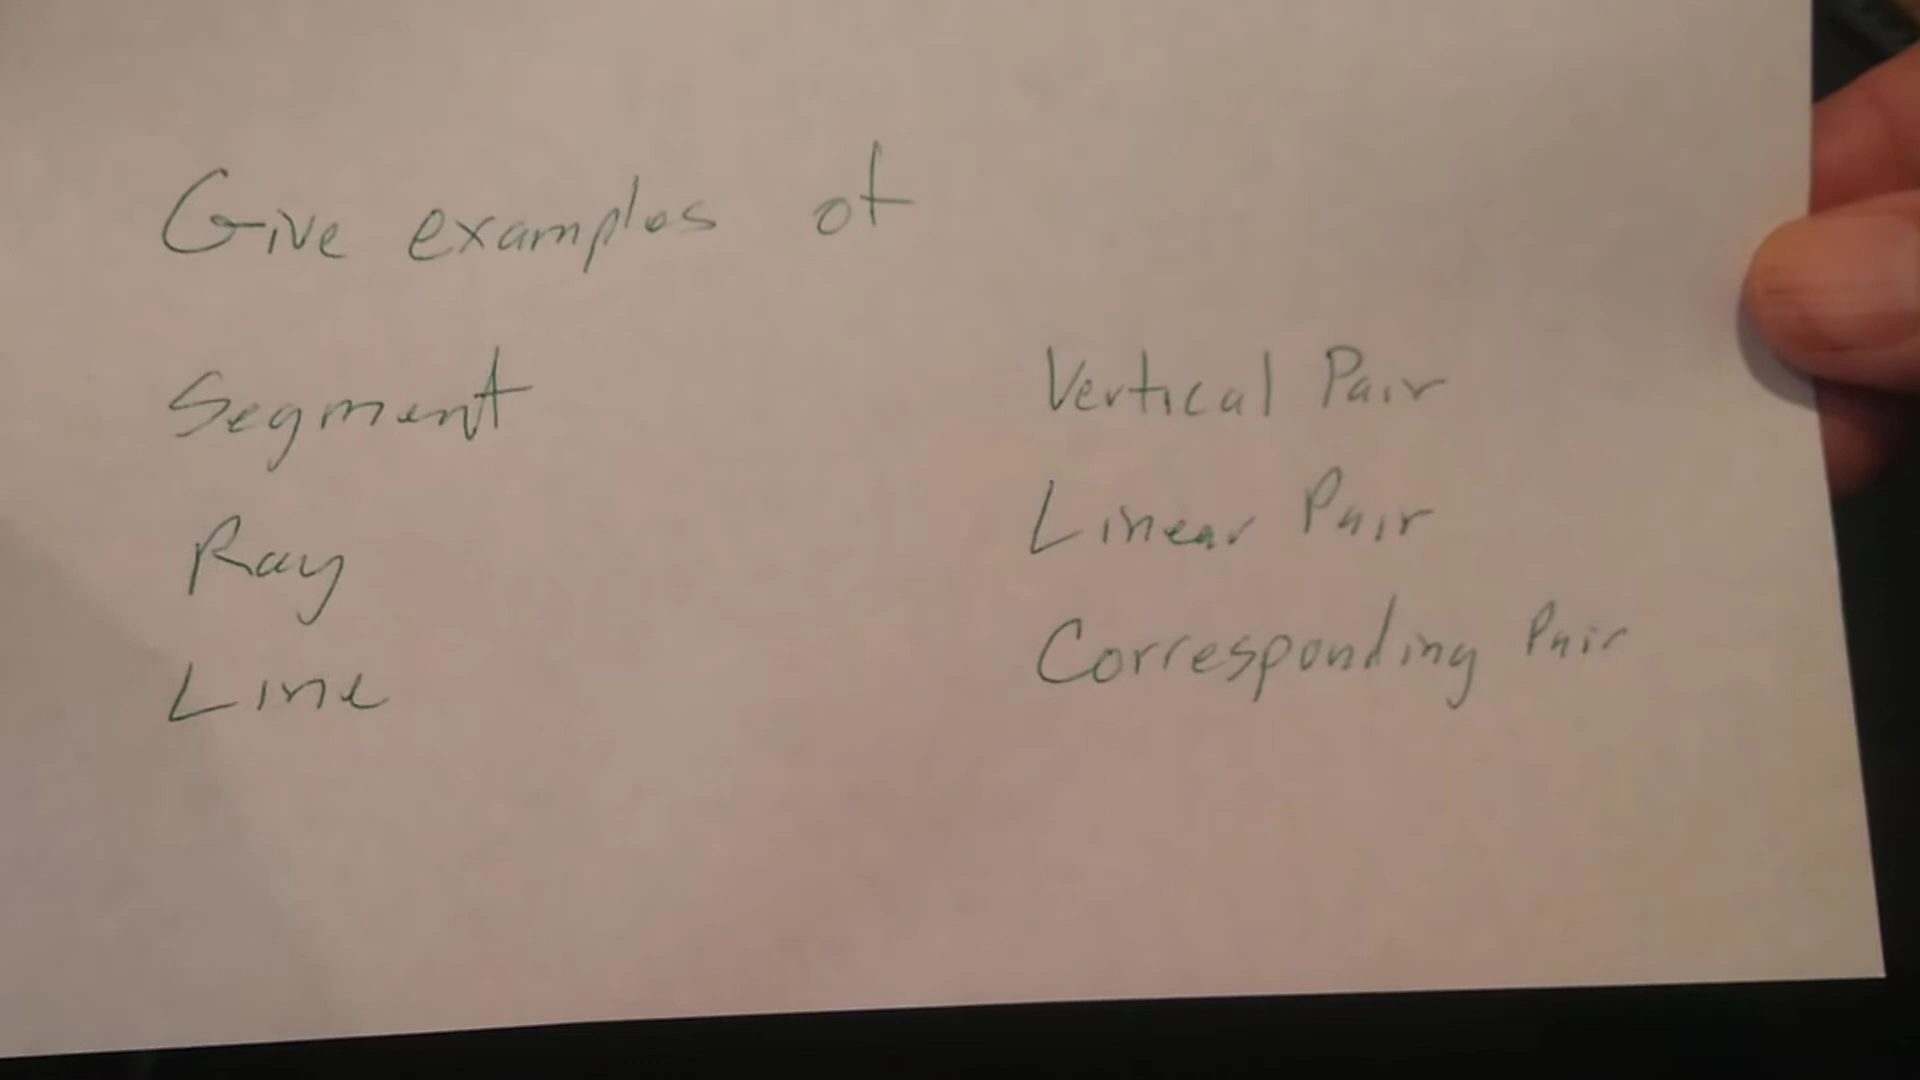 Give examples of
Segment
Ray
Line
Vertical Pair
Linear Pair
Corresponding Pair